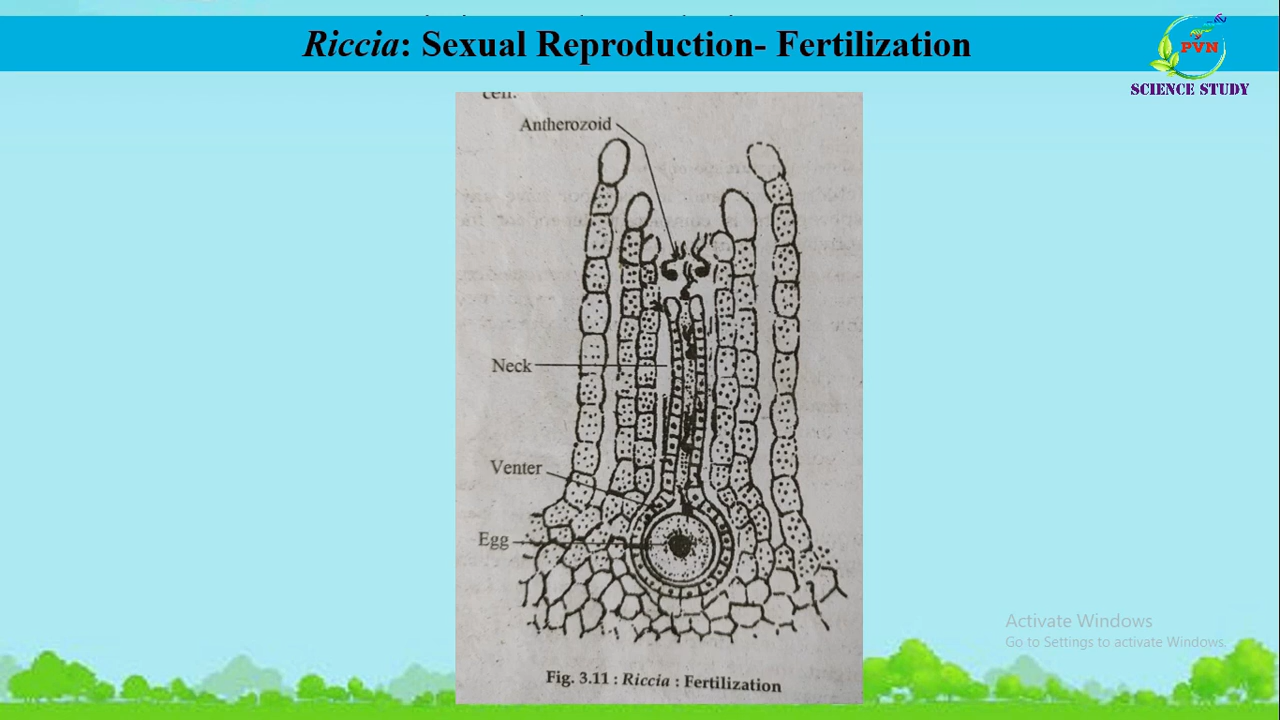 Riccia: Sexual Reproduction- Fertilization
PVN
SCIENCE STUDY
cell.
Antherozoid
Neck
Venter
Egg
Fig. 3.11 : Riccia : Fertilization
Activate Windows
Go to Settings to activate Windows.